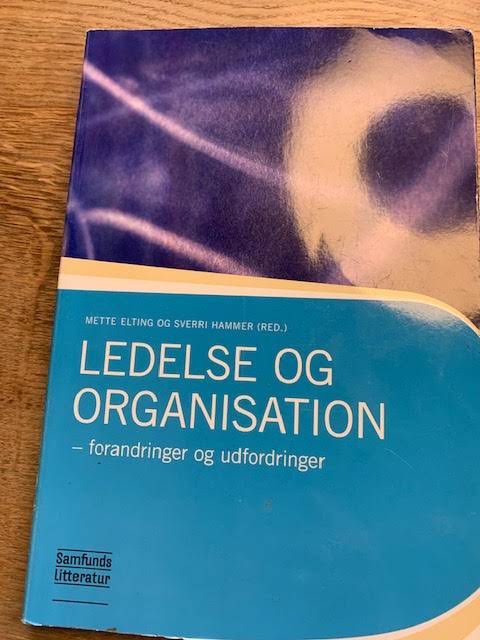 METTE ELTING OG SVERRI HAMMER (RED.)
LEDELSE OG
ORGANISATION
– forandringer og udfordringer
Samfunds
Litteratur